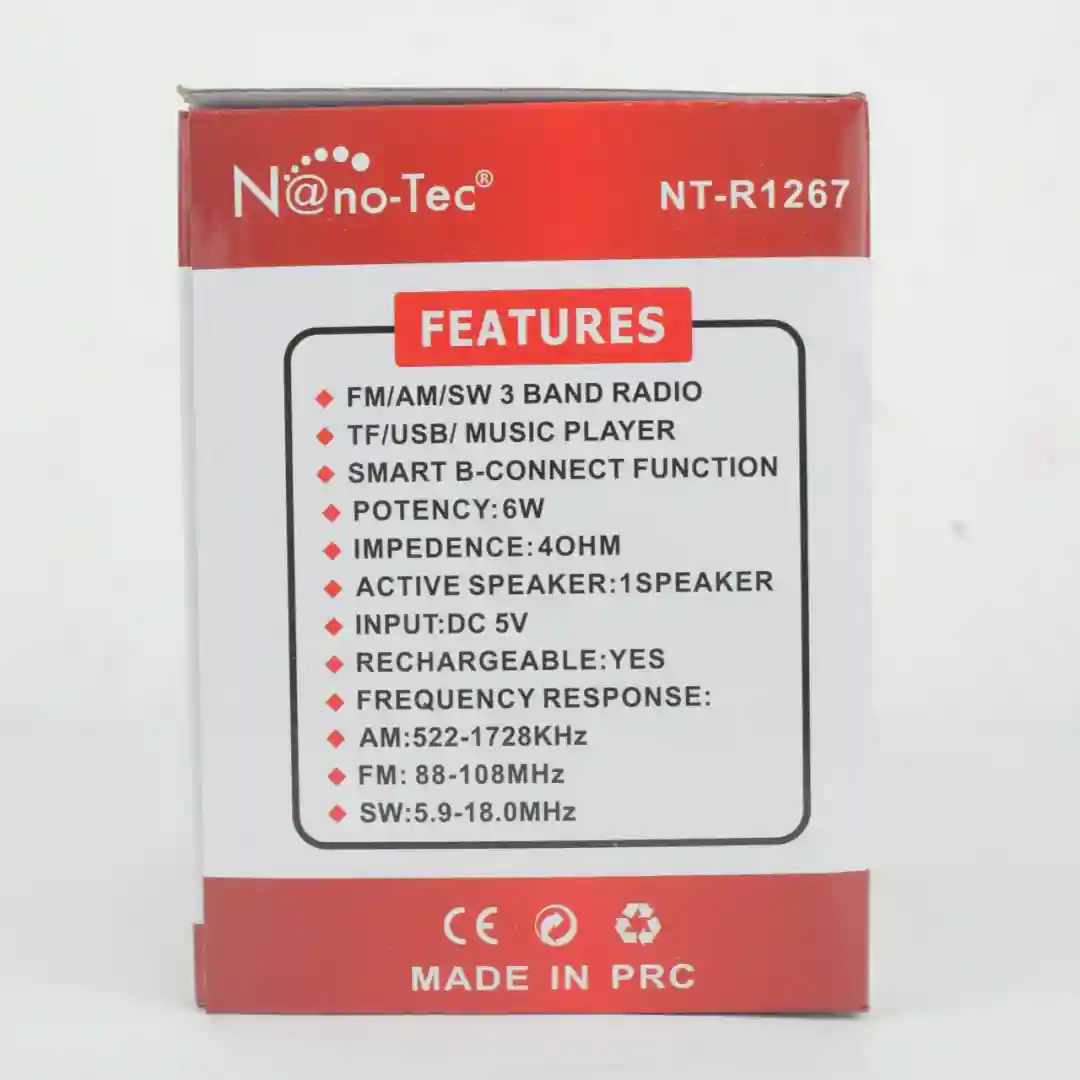 N@no-Tec®
NT-R1267
FEATURES
FM/AM/SW 3 BAND RADIO
TF/USB/ MUSIC PLAYER
SMART B-CONNECT FUNCTION
POTENCY:6W
IMPEDENCE:4OHM
ACTIVE SPEAKER:1SPEAKER
INPUT:DC 5V
RECHARGEABLE:YES
FREQUENCY RESPONSE:
AM:522-1728KHz
FM: 88-108MHz
SW:5.9-18.0MHz
CE
MADE IN PRC